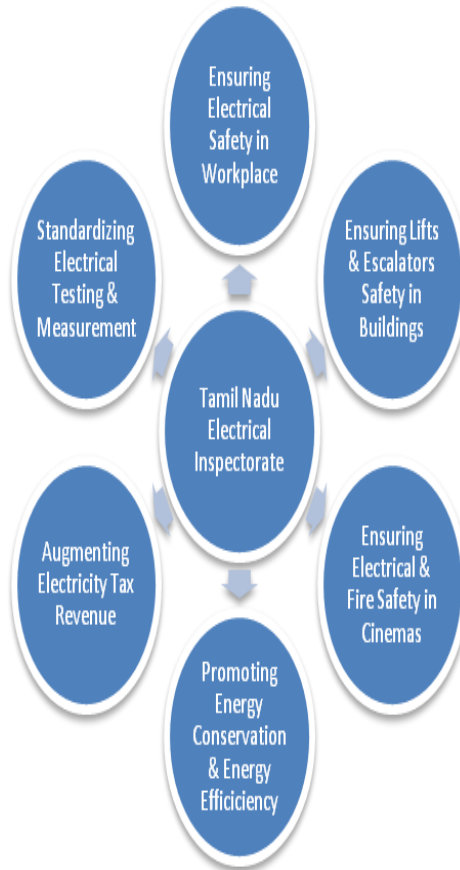 Ensuring
Electrical
Safety in
Workplace
Standardizing
Electrical
Testing &
Measurement
Ensuring Lifts
& Escalators
Safety in
Buildings
Tamil Nadu
Electrical
Inspectorate
Augmenting
Electricity Tax
Revenue
Ensuring
Electrical &
Fire Safety in
Cinemas
Promoting
Energy
Conservation
& Energy
Efficiciency